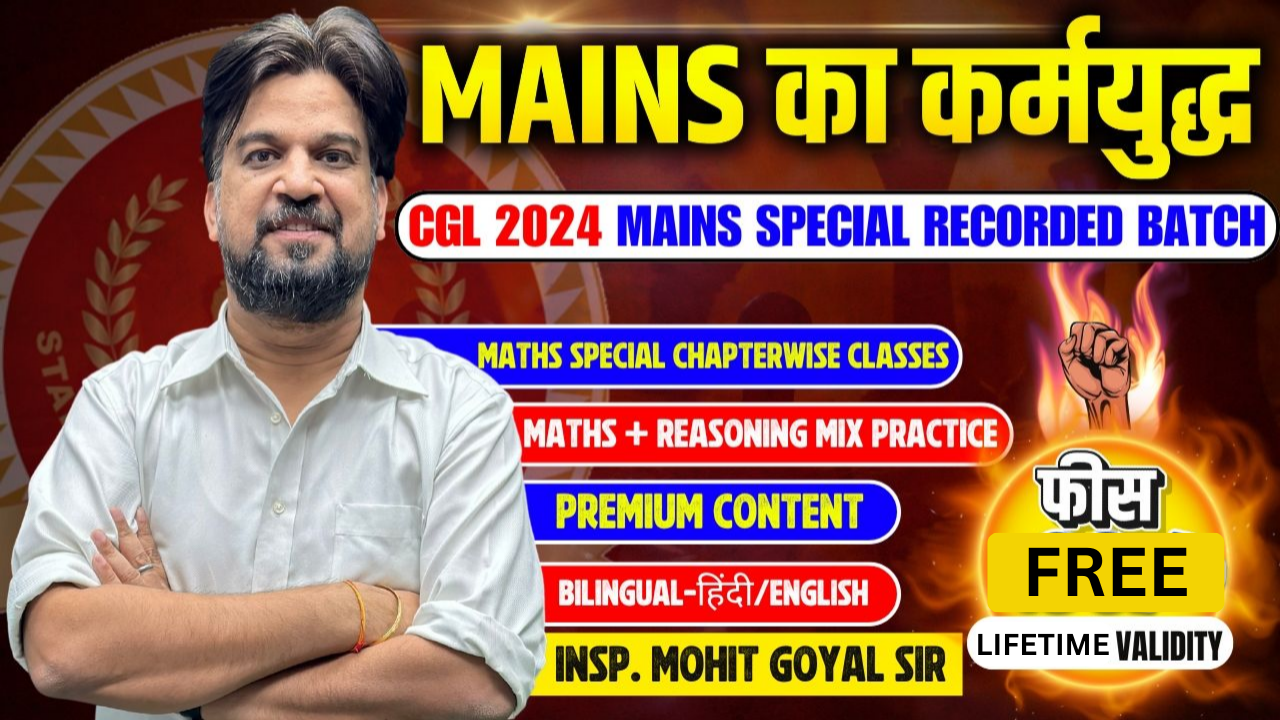 MAINS का कर्मयुद्ध
CGL 2024 MAINS SPECIAL RECORDED BATCH
STA
MATHS SPECIAL CHAPTERWISE CLASSES
MATHS + REASONING MIX PRACTICE
PREMIUM CONTENT
BILINGUAL-हिंदी/ENGLISH
INSP. MOHIT GOYAL SIR
फीस
FREE
LIFETIME VALIDITY